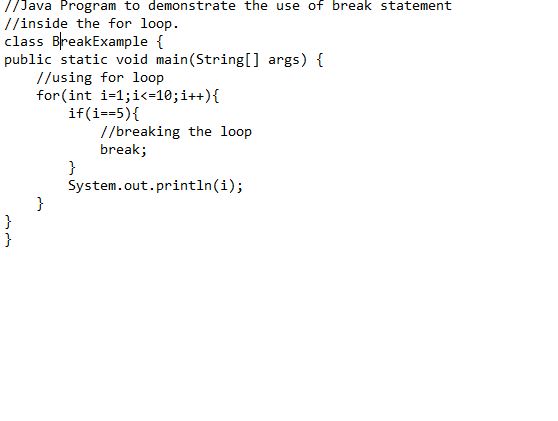 //Java Program to demonstrate the use of break statement
//inside the for loop.
class BreakExample {
public static void main(String[] args) {
    //using for loop
    for(int i=1;i<=10;i++){
        if(i==5){
            //breaking the loop
            break;
        }
        System.out.println(i);
    }
}
}